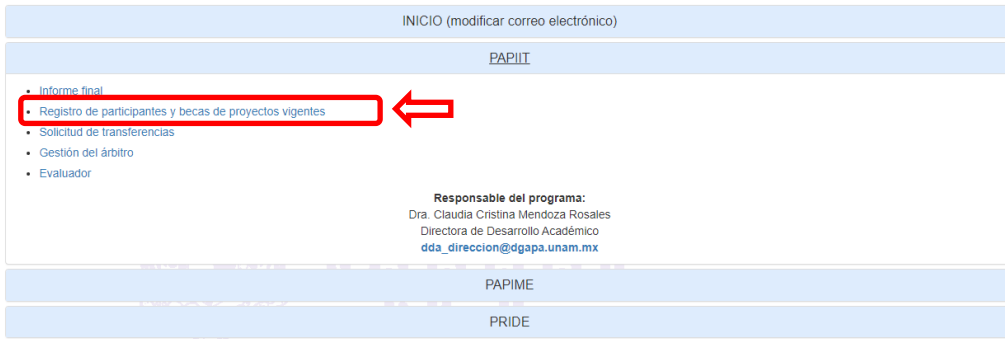 INICIO (modificar correo electrónico)
PAPIIT
Informe final
Registro de participantes y becas de proyectos vigentes
Solicitud de transferencias
Gestión del árbitro
Evaluador
Responsable del programa:
Dra. Claudia Cristina Mendoza Rosales
Directora de Desarrollo Académico
dda_direccion@dgapa.unam.mx
PAPIME
PRIDE